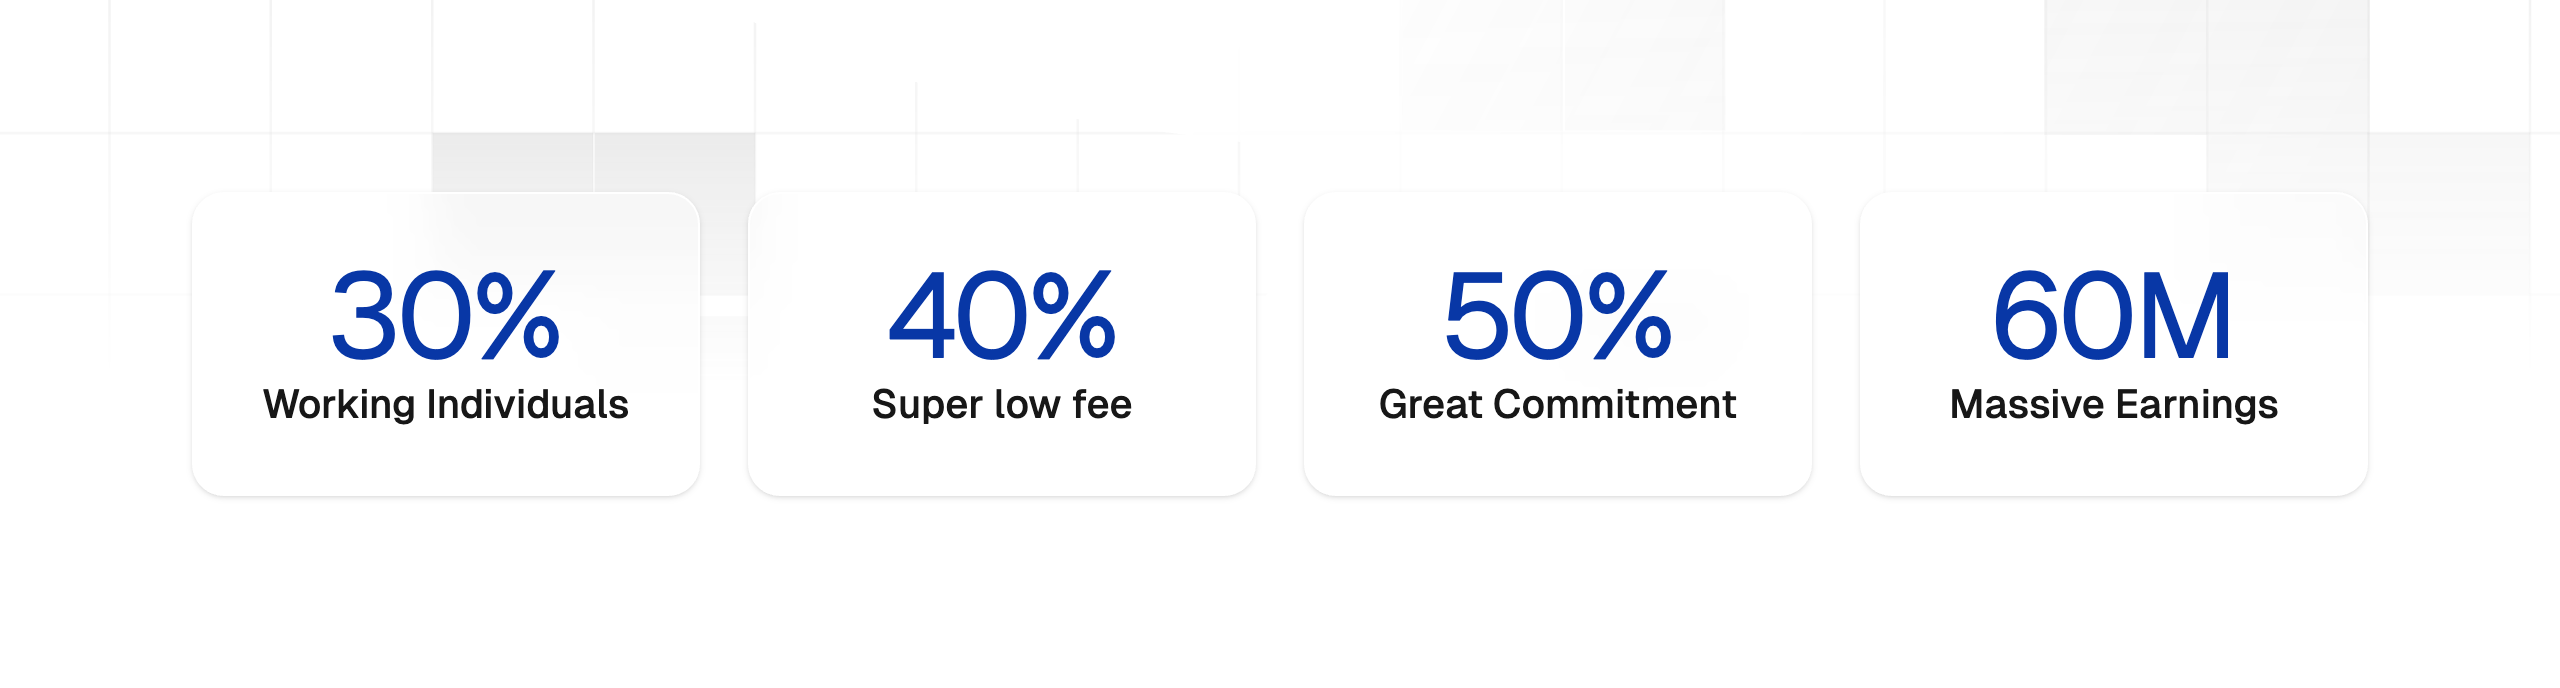 30%
Working Individuals
40%
Super low fee
50%
Great Commitment
60M
Massive Earnings